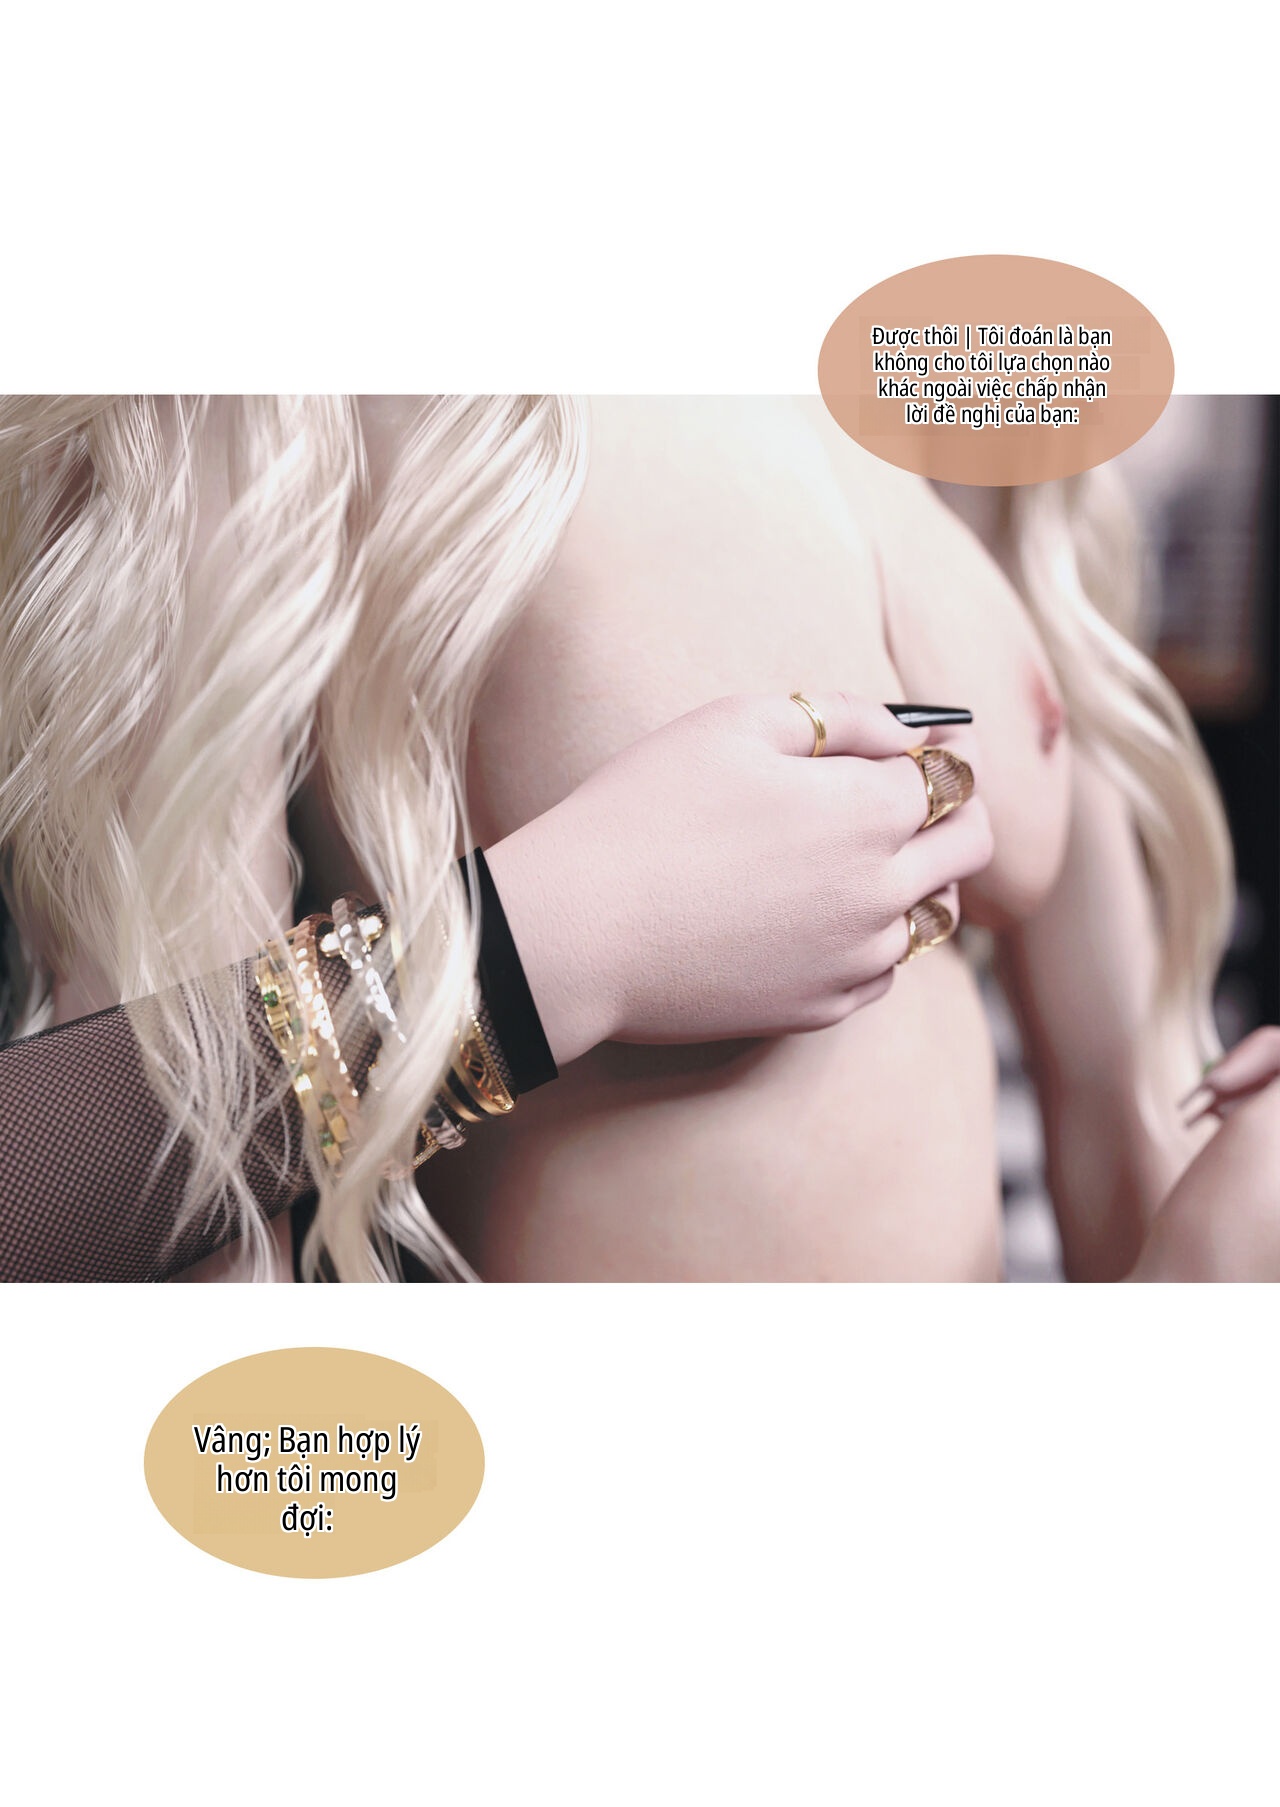 Được thôi | Tôi đoán là bạn
không cho tôi lựa chọn nào
khác ngoài việc chấp nhận
lời đề nghị của bạn:
Vâng; Bạn hợp lý
hơn tôi mong
đợi: